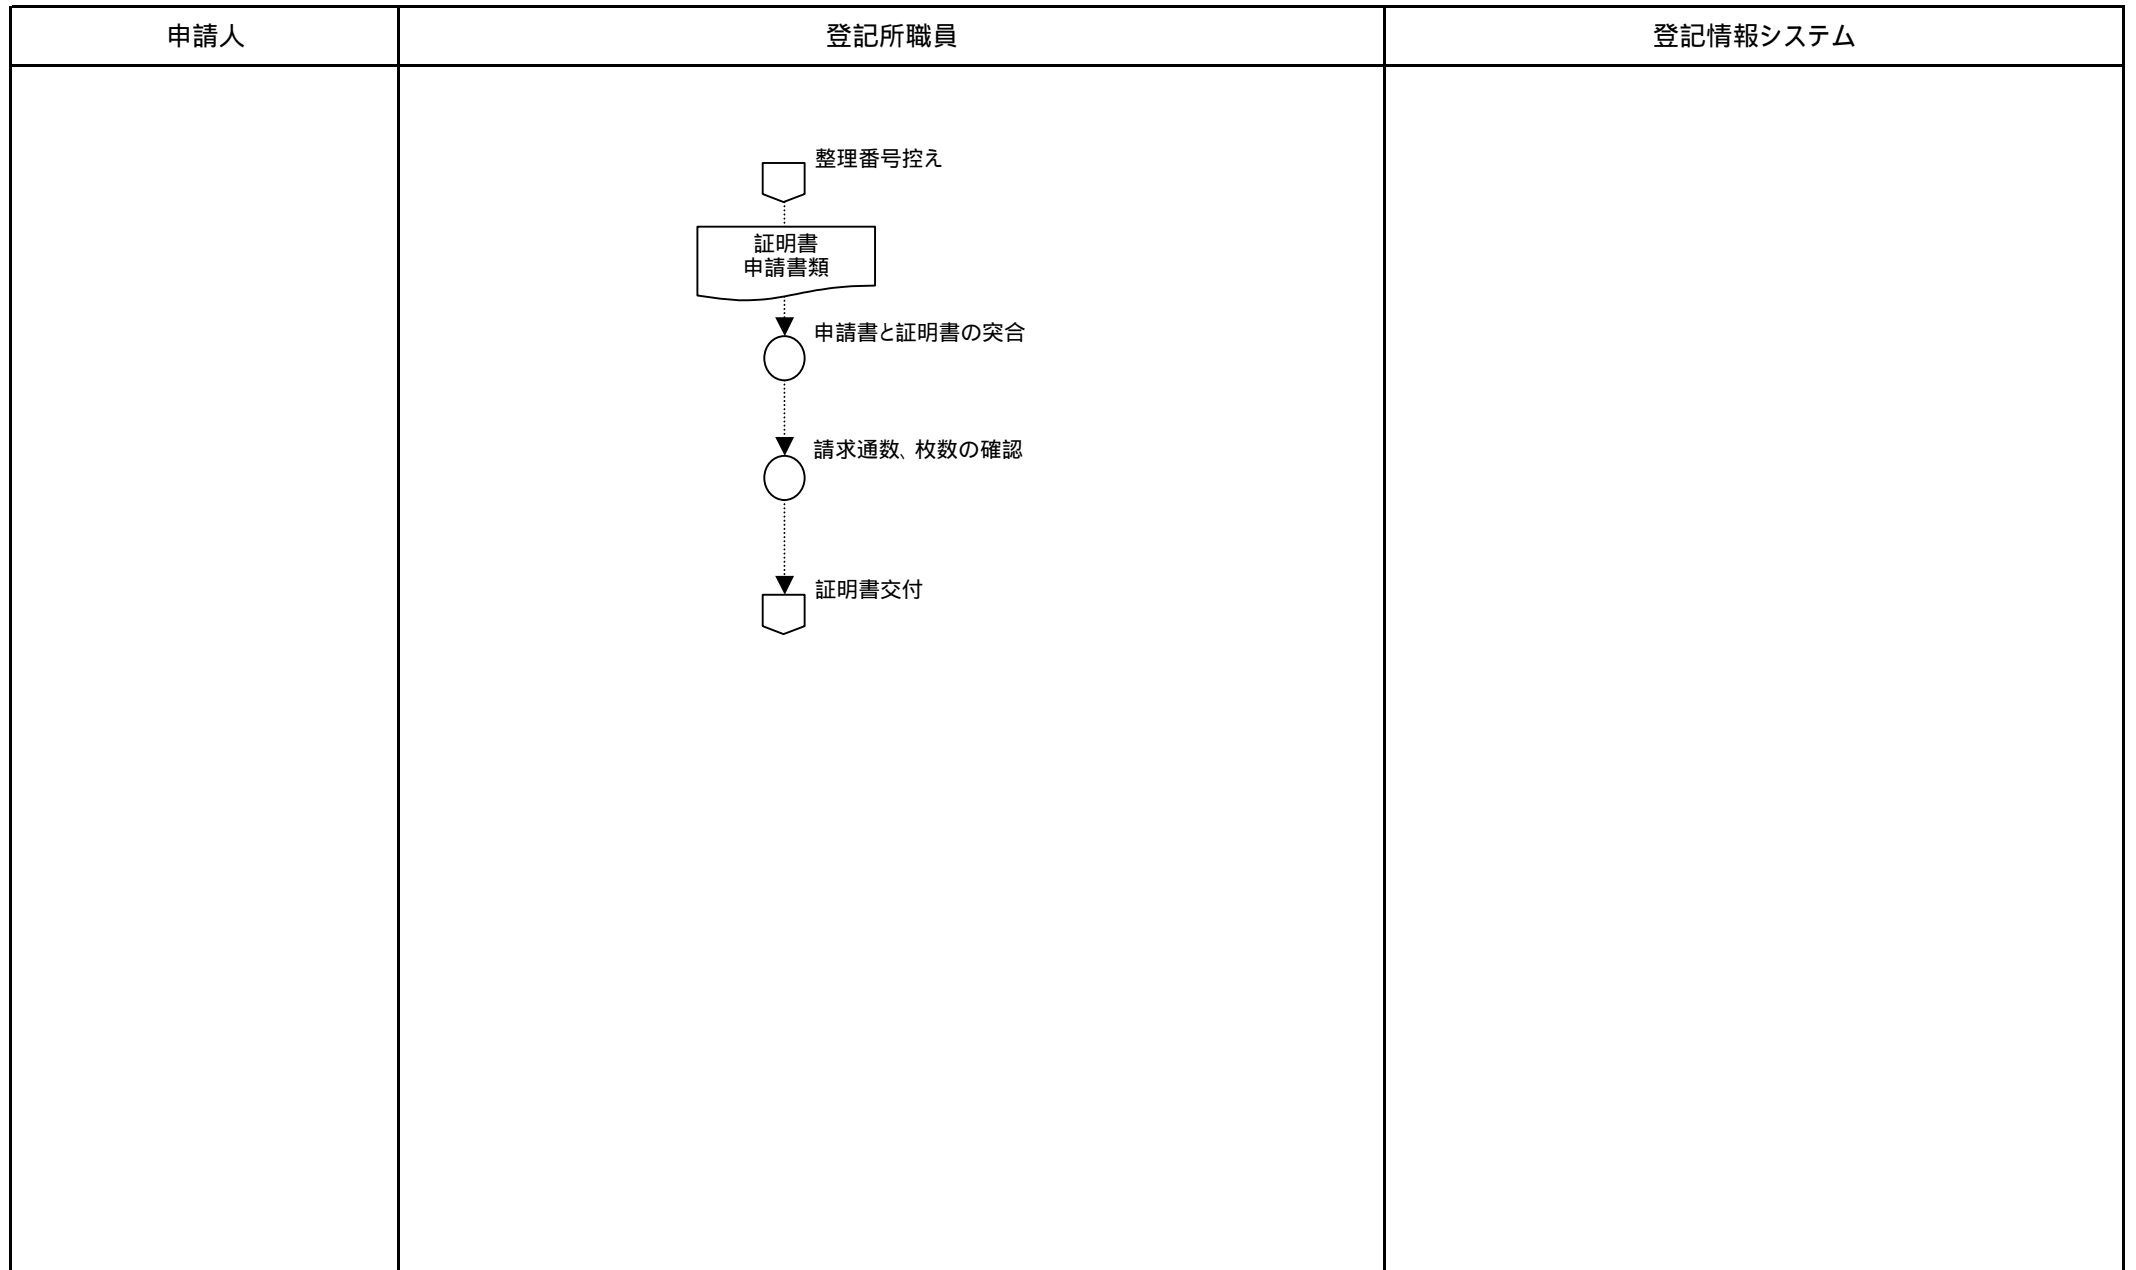 申請人
登記所職員
登記情報システム
整理番号控え
証明書
申請書類
申請書と証明書の突合
請求通数、枚数の確認
証明書交付